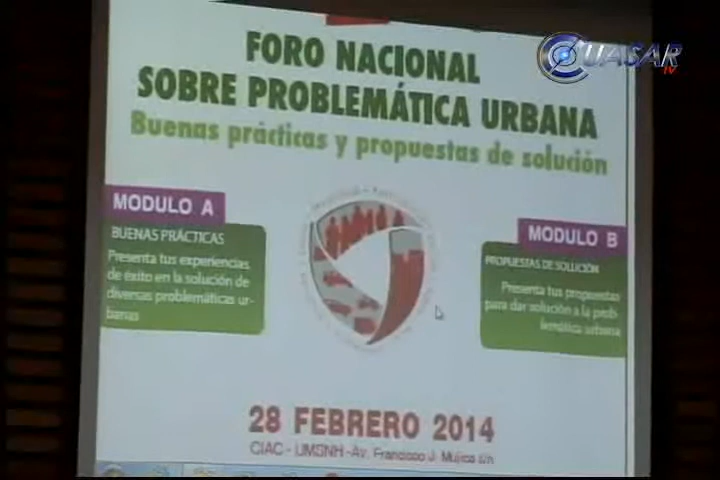 CUASAR
TV
FORO NACIONAL
SOBRE PROBLEMÁTICA URBANA
Buenas prácticas y propuestas de solución
MODULO A
BUENAS PRÁCTICAS
Presenta tus experiencias
de éxito en la solución de
diversas problemáticas ur-
banas
MODULO B
PROPUESTAS DE SOLUCIÓN
Presenta tus propuestas
para dar solución a la prob-
lemática urbana
28 FEBRERO 2014
CIAC - UMSNH -Av. Francisco J. Mujica s/n